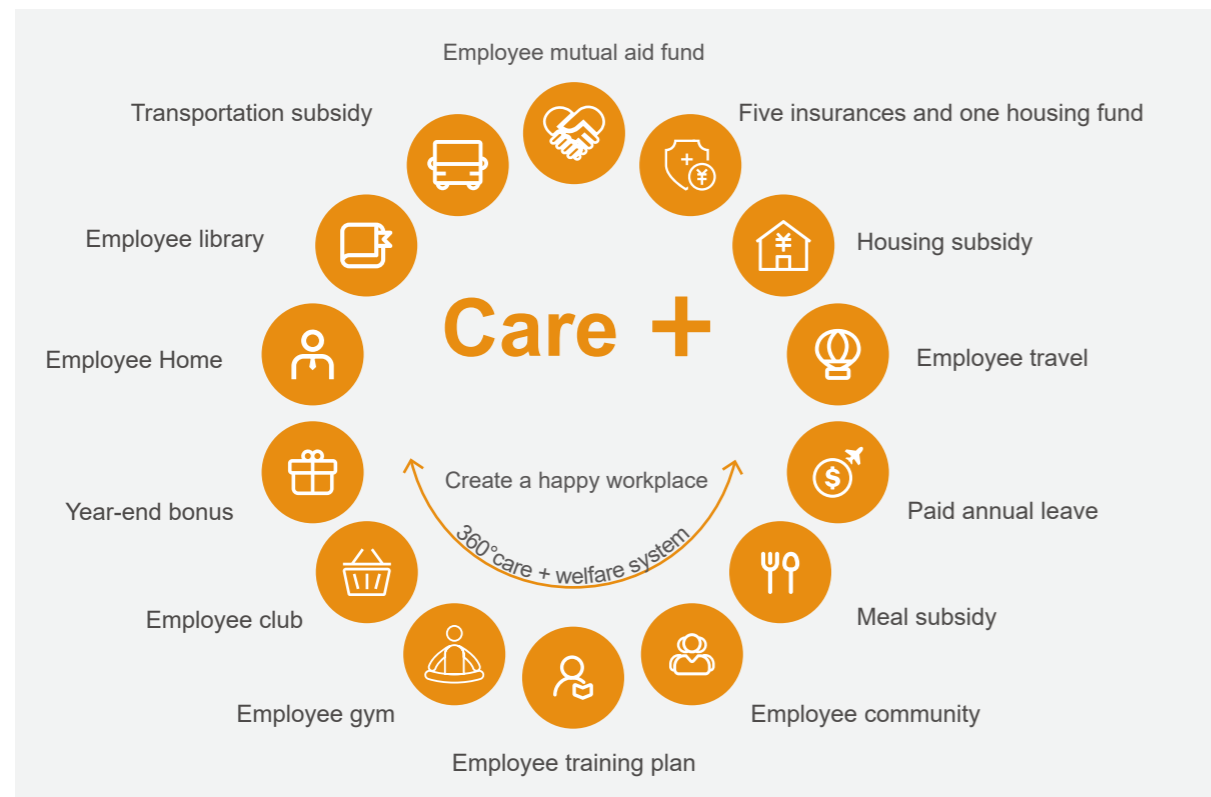 Employee mutual aid fund
Transportation subsidy
Five insurances and one housing fund
Employee library
Housing subsidy
Care +
Employee Home
Employee travel
Create a happy workplace
360°care + welfare system
Year-end bonus
Paid annual leave
Employee club
Meal subsidy
Employee gym
Employee community
Employee training plan